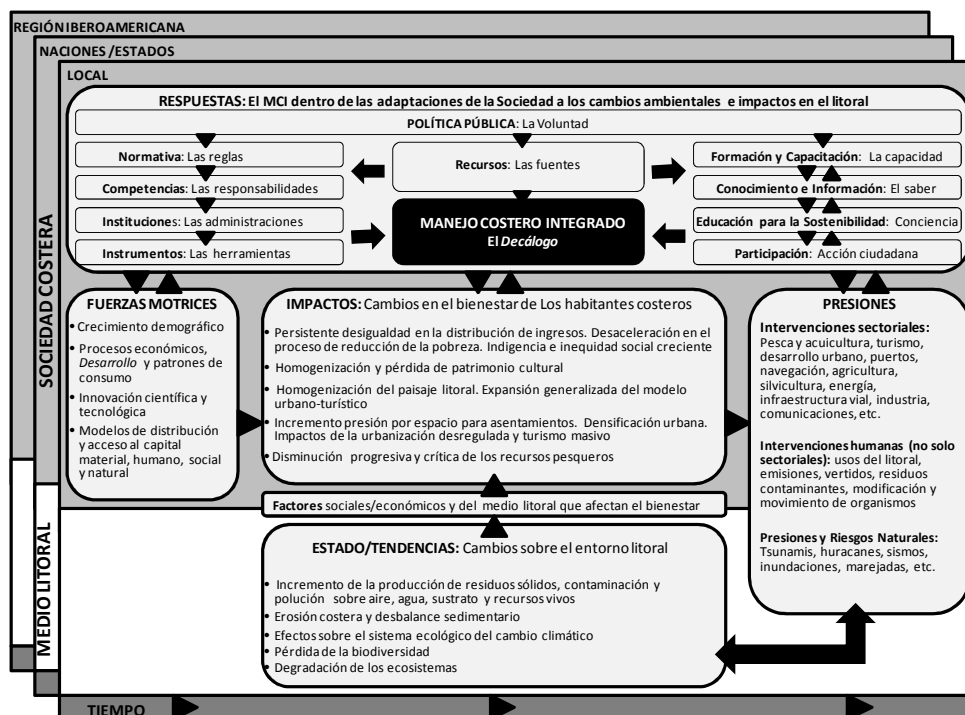 REGIÓN IBEROAMERICANA
NACIONES /ESTADOS
LOCAL
RESPUESTAS: El MCI dentro de las adaptaciones de la Sociedad a los cambios ambientales e impactos en el litoral
POLÍTICA PÚBLICA: La Voluntad
Normativa: Las reglas
Competencias: Las responsabilidades
Instituciones: Las administraciones
Instrumentos: Las herramientas
Recursos: Las fuentes
MANEJO COSTERO INTEGRADO
El Decálogo
Formación y Capacitación: La capacidad
Conocimiento e Información: El saber
Educación para la Sostenibilidad: Conciencia
Participación: Acción ciudadana
SOCIEDAD COSTERA
FUERZAS MOTRICES
• Crecimiento demográfico
• Procesos económicos,
Desarrollo y patrones de
consumo
• Innovación científica y
tecnológica
• Modelos de distribución
y acceso al capital
material, humano, social
y natural
IMPACTOS: Cambios en el bienestar de Los habitantes costeros
• Persistente desigualdad en la distribución de ingresos. Desaceleración en el
proceso de reducción de la pobreza. Indigencia e inequidad social creciente
• Homogenización y pérdida de patrimonio cultural
• Homogenización del paisaje litoral. Expansión generalizada del modelo
urbano-turístico
• Incremento presión por espacio para asentamientos. Densificación urbana.
Impactos de la urbanización desregulada y turismo masivo
• Disminución progresiva y crítica de los recursos pesqueros
PRESIONES
Intervenciones sectoriales:
Pesca y acuicultura, turismo,
desarrollo urbano, puertos,
navegación, agricultura,
silvicultura, energía,
infraestructura vial, industria,
comunicaciones, etc.
Intervenciones humanas (no solo
sectoriales): usos del litoral,
emisiones, vertidos, residuos
contaminantes, modificación y
movimiento de organismos
Presiones y Riesgos Naturales:
Tsunamis, huracanes, sismos,
inundaciones, marejadas, etc.
Factores sociales/económicos y del medio litoral que afectan el bienestar
MEDIO LITORAL
ESTADO/TENDENCIAS: Cambios sobre el entorno litoral
• Incremento de la producción de residuos sólidos, contaminación y
polución sobre aire, agua, sustrato y recursos vivos
• Erosión costera y desbalance sedimentario
• Efectos sobre el sistema ecológico del cambio climático
• Pérdida de la biodiversidad
• Degradación de los ecosistemas
TIEMPO